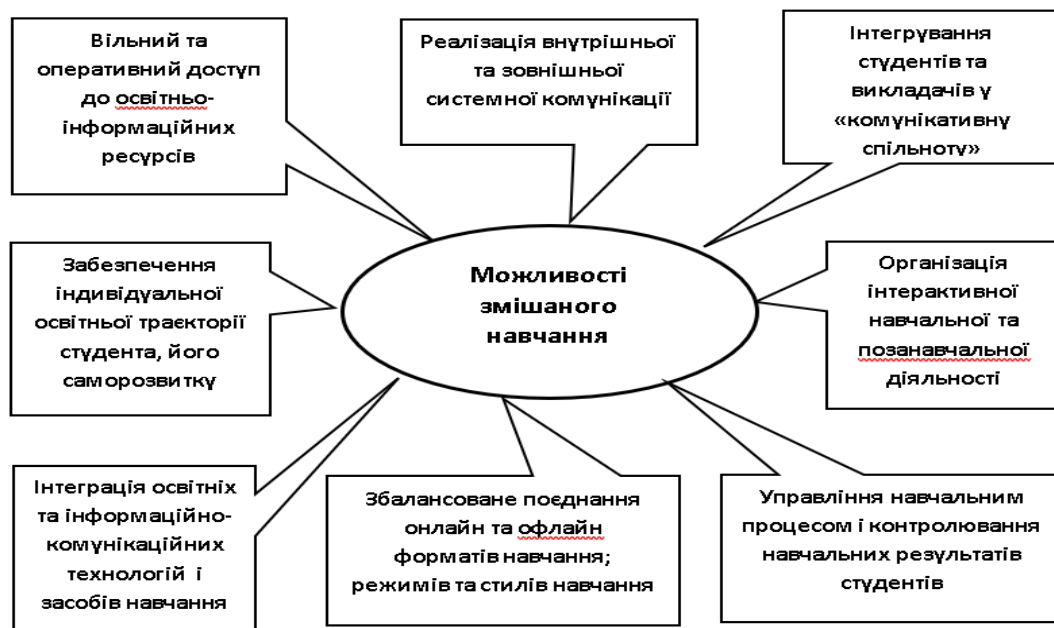 Вільний та
оперативний доступ
до освітньо-
інформаційних
ресурсів
Реалізація внутрішньої
та зовнішньої
системної комунікації
Інтегрування
студентів та
викладачів у
«комунікативну
спільноту»
Забезпечення
індивідуальної
освітньої траєкторії
студента, його
саморозвитку
Можливості
змішаного
навчання
Організація
інтерактивної
навчальної та
позанавчальної
діяльності
Інтеграція освітніх
та інформаційно-
комунікаційних
технологій і
засобів навчання
Збалансоване поєднання
онлайн та офлайн
форматів навчання;
режимів та стилів навчання
Управління навчальним
процесом і контролювання
навчальних результатів
студентів